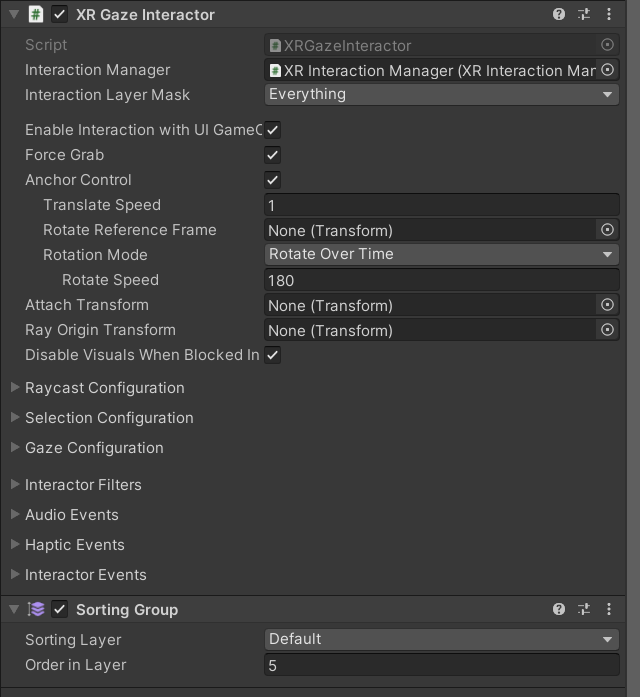 XR Gaze Interactor
Script XRGazeInteractor
Interaction Manager XR Interaction Manager (XR Interaction Mar
Interaction Layer Mask Everything
Enable Interaction with UI GameC
Force Grab
Anchor Control
Translate Speed 1
Rotate Reference Frame None (Transform)
Rotation Mode Rotate Over Time
Rotate Speed 180
Attach Transform None (Transform)
Ray Origin Transform None (Transform)
Disable Visuals When Blocked In
Raycast Configuration
Selection Configuration
Gaze Configuration
Interactor Filters
Audio Events
Haptic Events
Interactor Events
Sorting Group
Sorting Layer Default
Order in Layer 5